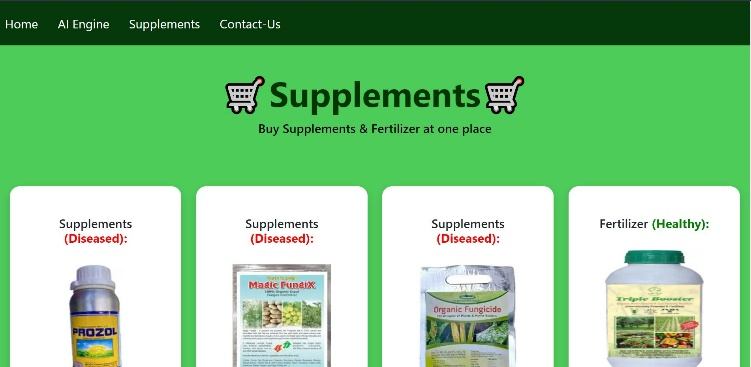 Home AI Engine Supplements Contact-Us
Supplements
Buy Supplements & Fertilizer at one place
Supplements
(Diseased):
Supplements
(Diseased):
Supplements
(Diseased):
Fertilizer (Healthy):
PROZOL
Magic FungiX
Organic Fungicide
Triple Booster